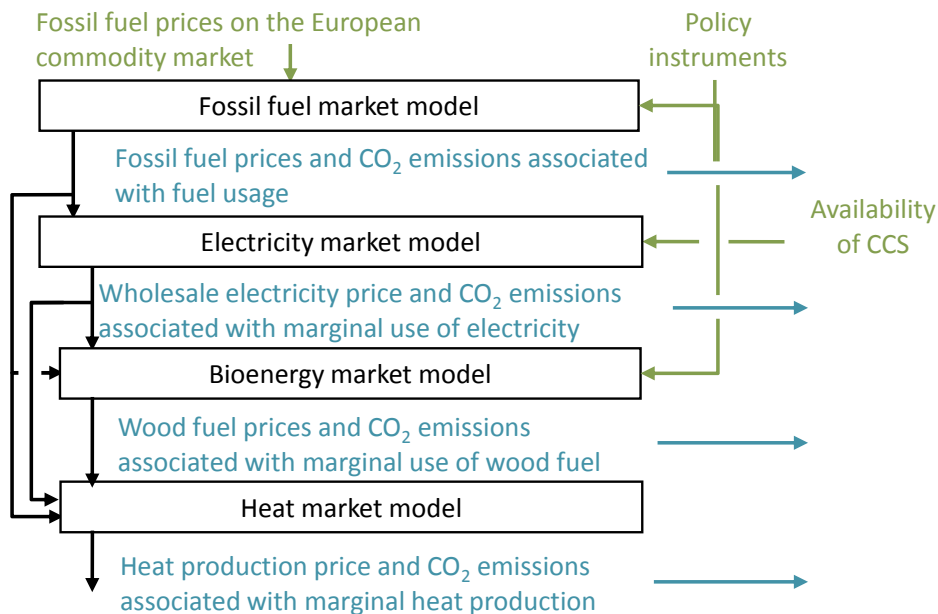 Fossil fuel prices on the European
commodity market
Policy
instruments
Fossil fuel market model
Fossil fuel prices and CO₂ emissions associated
with fuel usage
Availability
of CCS
Electricity market model
Wholesale electricity price and CO₂ emissions
associated with marginal use of electricity
Bioenergy market model
Wood fuel prices and CO₂ emissions
associated with marginal use of wood fuel
Heat market model
Heat production price and CO₂ emissions
associated with marginal heat production